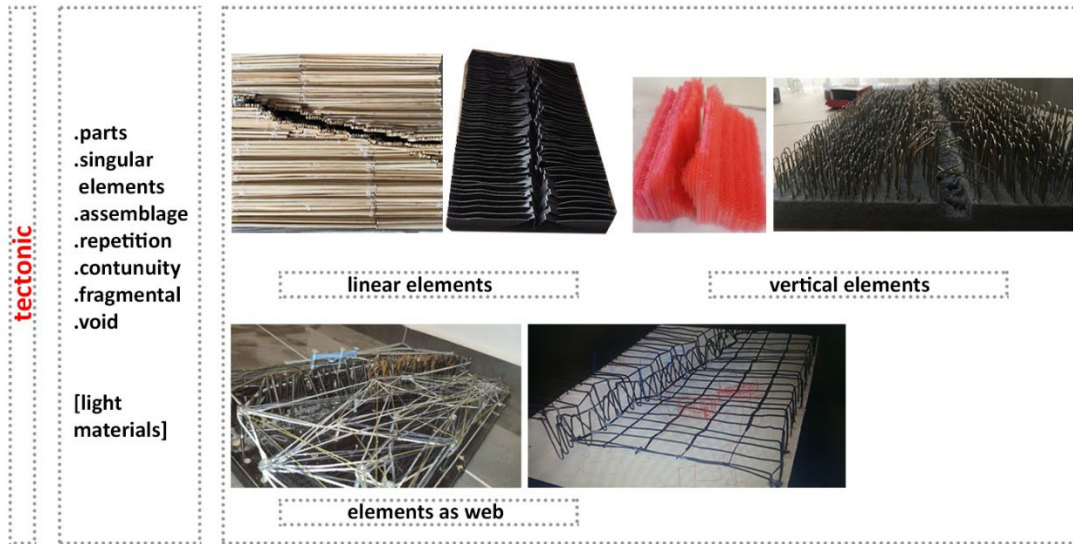 tectonic
.parts
.singular
elements
.assemblage
.repetition
.contunuity
.fragmental
.void
[light
materials]
linear elements
vertical elements
elements as web